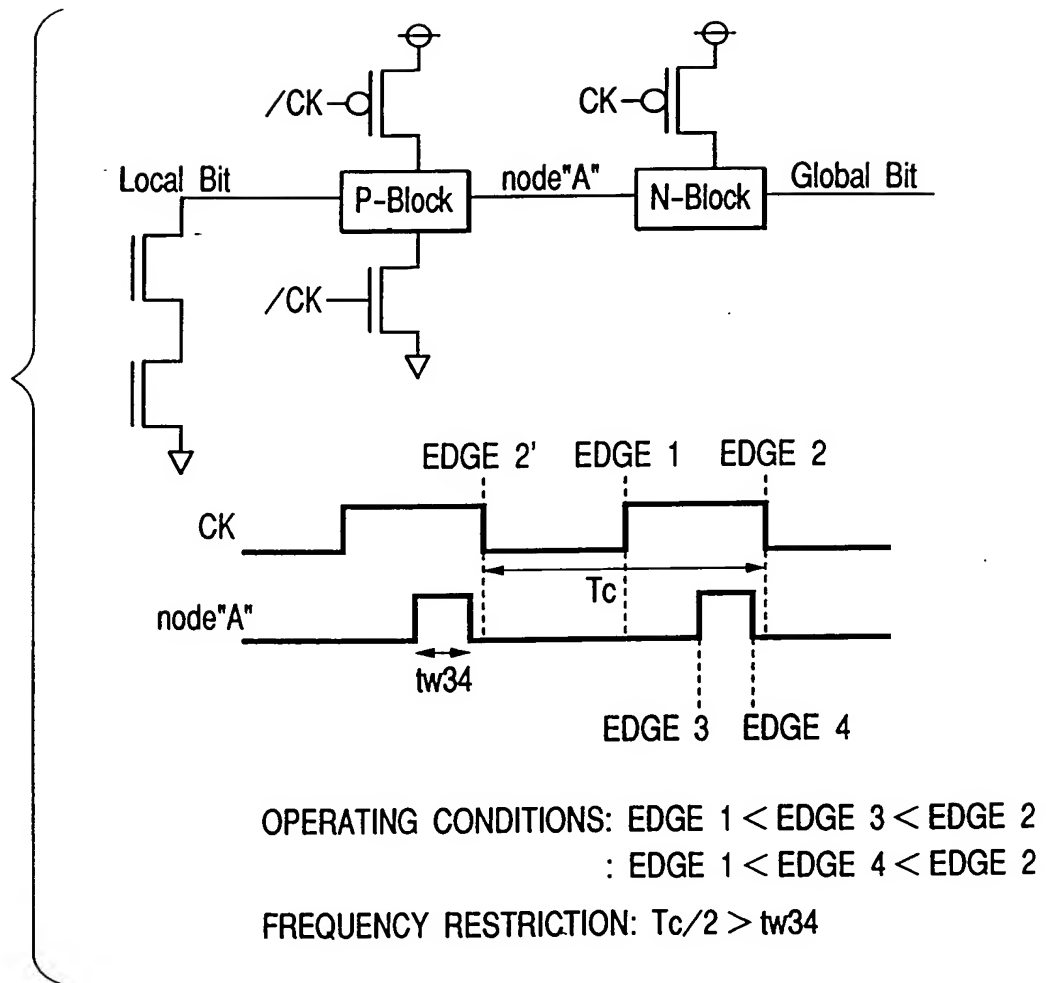 /CK
CK
Local Bit
P-Block
node"A"
N-Block
Global Bit
/CK
EDGE 2' EDGE 1 EDGE 2
CK
Tc
node"A"
tw34
EDGE 3 EDGE 4
OPERATING CONDITIONS: EDGE 1 < EDGE 3 < EDGE 2
: EDGE 1 < EDGE 4 < EDGE 2
FREQUENCY RESTRICTION: Tc/2 > tw34